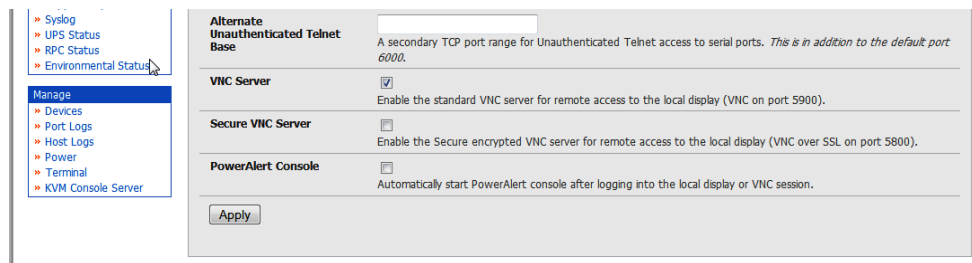 » Syslog
» UPS Status
» RPC Status
» Environmental Status
Manage
» Devices
» Port Logs
» Host Logs
» Power
» Terminal
» KVM Console Server
Alternate
Unauthenticated Telnet
Base
A secondary TCP port range for Unauthenticated Telnet access to serial ports. This is in addition to the default port
6000.
VNC Server
Enable the standard VNC server for remote access to the local display (VNC on port 5900).
Secure VNC Server
Enable the Secure encrypted VNC server for remote access to the local display (VNC over SSL on port 5800).
PowerAlert Console
Automatically start PowerAlert console after logging into the local display or VNC session.
Apply